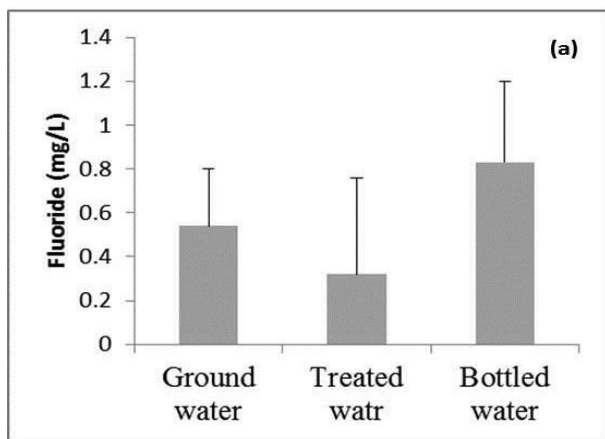 (a)
Fluoride (mg/L)
1.4
1.2
1
0.8
0.6
0.4
0.2
0
Ground
water
Treated
watr
Bottled
water